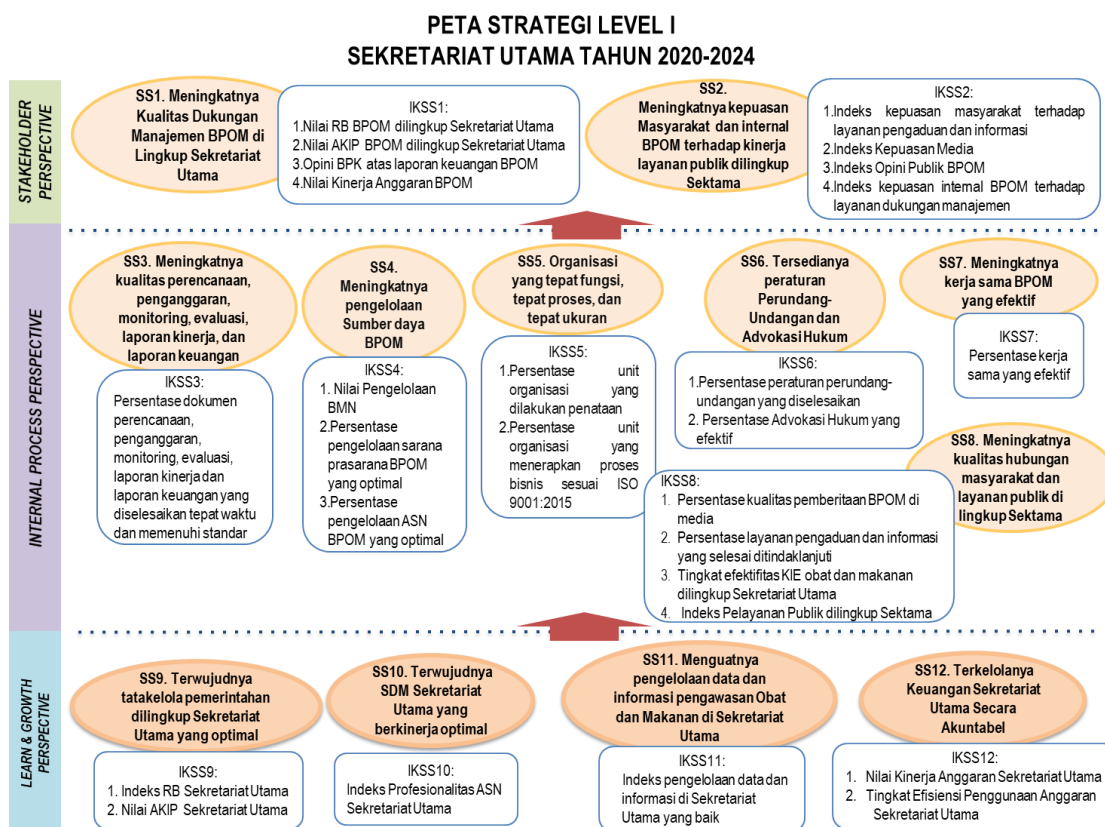 PETA STRATEGI LEVEL I
SEKRETARIAT UTAMA TAHUN 2020-2024
STAKEHOLDER
PERSPECTIVE
SS1. Meningkatnya
Kualitas Dukungan
Manajemen BPOM di
Lingkup Sekretariat
Utama
IKSS1:
1.Nilai RB BPOM dilingkup Sekretariat Utama
2.Nilai AKIP BPOM dilingkup Sekretariat Utama
3.Opini BPK atas laporan keuangan BPOM
4.Nilai Kinerja Anggaran BPOM
SS2.
Meningkatnya kepuasan
Masyarakat dan internal
BPOM terhadap kinerja
layanan publik dilingkup
Sektama
IKSS2:
1.Indeks kepuasan masyarakat terhadap
layanan pengaduan dan informasi
2.Indeks Kepuasan Media
3.Indeks Opini Publik BPOM
4.Indeks kepuasan internal BPOM terhadap
layanan dukungan manajemen
INTERNAL PROCESS PERSPECTIVE
SS3. Meningkatnya
kualitas perencanaan,
penganggaran,
monitoring, evaluasi,
laporan kinerja, dan
laporan keuangan
IKSS3:
Persentase dokumen
perencanaan,
penganggaran,
monitoring, evaluasi,
laporan kinerja dan
laporan keuangan yang
diselesaikan tepat waktu
dan memenuhi standar
SS4.
Meningkatnya
pengelolaan
Sumber daya
BPOM
IKSS4:
1. Nilai Pengelolaan
BMN
2.Persentase
pengelolaan sarana
prasarana BPOM
yang optimal
3.Persentase
pengelolaan ASN
BPOM yang optimal
SS5. Organisasi
yang tepat fungsi,
tepat proses, dan
tepat ukuran
IKSS5:
1.Persentase unit
organisasi yang
dilakukan penataan
2.Persentase unit
organisasi yang
menerapkan proses
bisnis sesuai ISO
9001:2015
SS6. Tersedianya
peraturan
Perundang-
Undangan dan
Advokasi Hukum
IKSS6:
1.Persentase peraturan perundang-
undangan yang diselesaikan
2. Persentase Advokasi Hukum yang
efektif
SS7. Meningkatnya
kerja sama BPOM
yang efektif
IKSS7:
Persentase kerja
sama yang efektif
SS8. Meningkatnya
kualitas hubungan
masyarakat dan
layanan publik di
lingkup Sektama
IKSS8:
1. Persentase kualitas pemberitaan BPOM di
media
2. Persentase layanan pengaduan dan informasi
yang selesai ditindaklanjuti
3. Tingkat efektifitas KIE obat dan makanan
dilingkup Sekretariat Utama
4. Indeks Pelayanan Publik dilingkup Sektama
LEARN & GROWTH
PERSPECTIVE
SS9. Terwujudnya
tatakelola pemerintahan
dilingkup Sekretariat
Utama yang optimal
IKSS9:
1. Indeks RB Sekretariat Utama
2. Nilai AKIP Sekretariat Utama
SS10. Terwujudnya
SDM Sekretariat
Utama yang
berkinerja optimal
IKSS10:
Indeks Profesionalitas ASN
Sekretariat Utama
SS11. Menguatnya
pengelolaan data dan
informasi pengawasan Obat
dan Makanan di Sekretariat
Utama
IKSS11:
Indeks pengelolaan data dan
informasi di Sekretariat
Utama yang baik
SS12. Terkelolanya
Keuangan Sekretariat
Utama Secara
Akuntabel
IKSS12:
1. Nilai Kinerja Anggaran Sekretariat Utama
2. Tingkat Efisiensi Penggunaan Anggaran
Sekretariat Utama